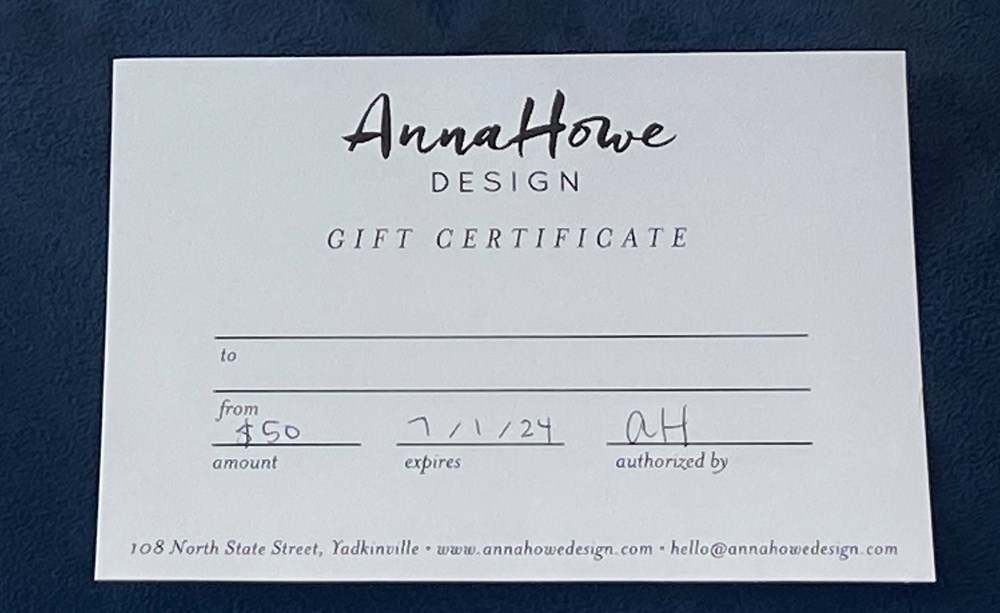 AnnaHowe
DESIGN
GIFT CERTIFICATE
to
from
$50 7/1/24 aH
amount expires authorized by
108 North State Street, Yadkinville • www.annahowedesign.com • hello@annahowedesign.com